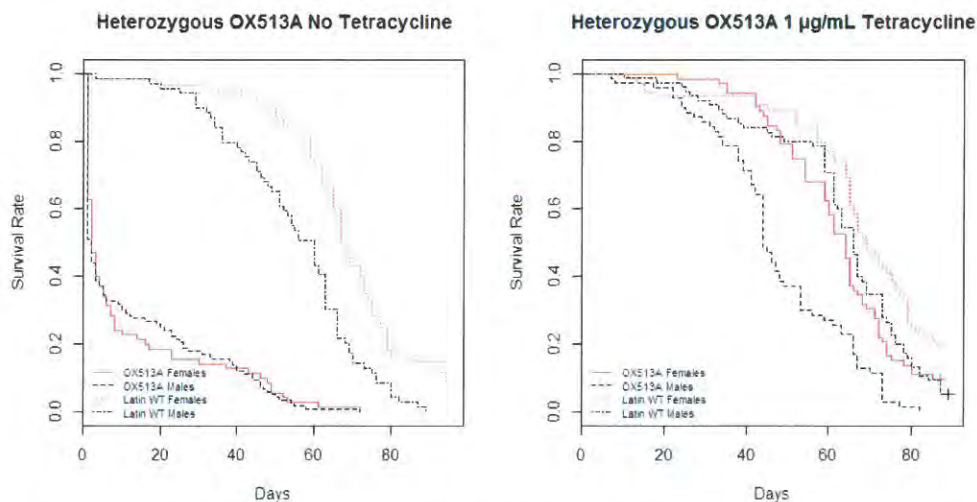 Heterozygous OX513A No Tetracycline
Survival Rate
1.0
0.8
0.6
0.4
0.2
0.0
OX513A Females
OX513A Males
Latin WT Females
Latin WT Males
0
20
40
60
80
Days
Heterozygous OX513A 1 µg/mL Tetracycline
Survival Rate
1.0
0.8
0.6
0.4
0.2
0.0
OX513A Females
OX513A Males
Latin WT Females
Latin WT Males
0
20
40
60
80
Days